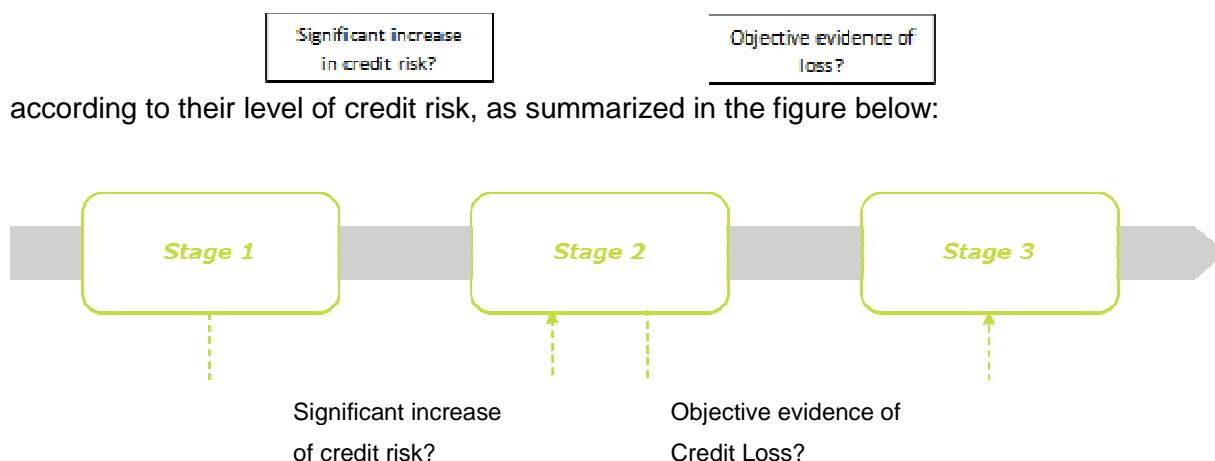 Significant increase
in credit risk?
Objective evidence of
loss?
according to their level of credit risk, as summarized in the figure below:
Stage 1
Stage 2
Stage 3
Significant increase
of credit risk?
Objective evidence of
Credit Loss?